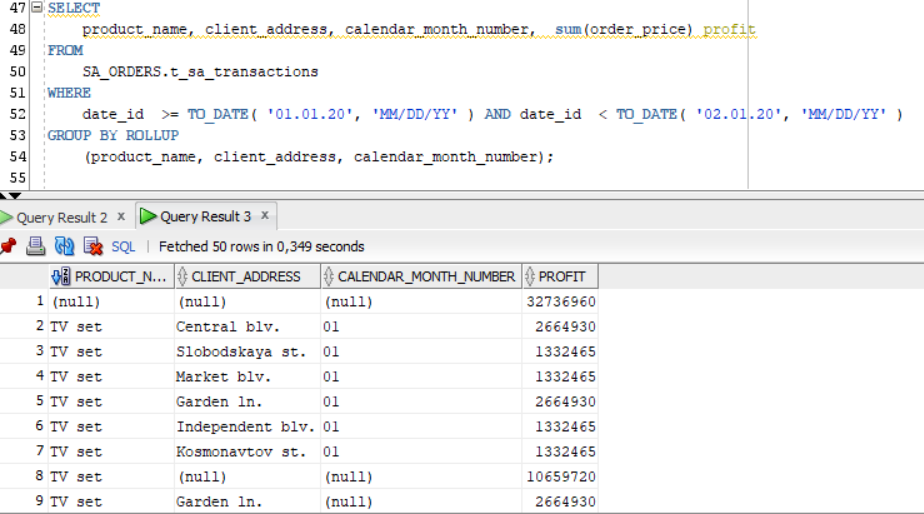 47 SELECT
48 product_name, client_address, calendar_month_number,  sum(order_price) profit
49 FROM
50 SA_ORDERS.t_sa_transactions
51 WHERE
52 date_id  >= TO_DATE( '01.01.20', 'MM/DD/YY' ) AND date_id  < TO_DATE( '02.01.20', 'MM/DD/YY' )
53 GROUP BY ROLLUP
54 (product_name, client_address, calendar_month_number);
55
Query Result 2 x Query Result 3 x
SQL | Fetched 50 rows in 0,349 seconds
PRODUCT_N... CLIENT_ADDRESS CALENDAR_MONTH_NUMBER PROFIT
1 (null) (null) (null) 32736960
2 TV set Central blv. 01 2664930
3 TV set Slobodskaya st. 01 1332465
4 TV set Market blv. 01 1332465
5 TV set Garden ln. 01 2664930
6 TV set Independent blv. 01 1332465
7 TV set Kosmonavtov st. 01 1332465
8 TV set (null) (null) 10659720
9 TV set Garden ln. (null) 2664930